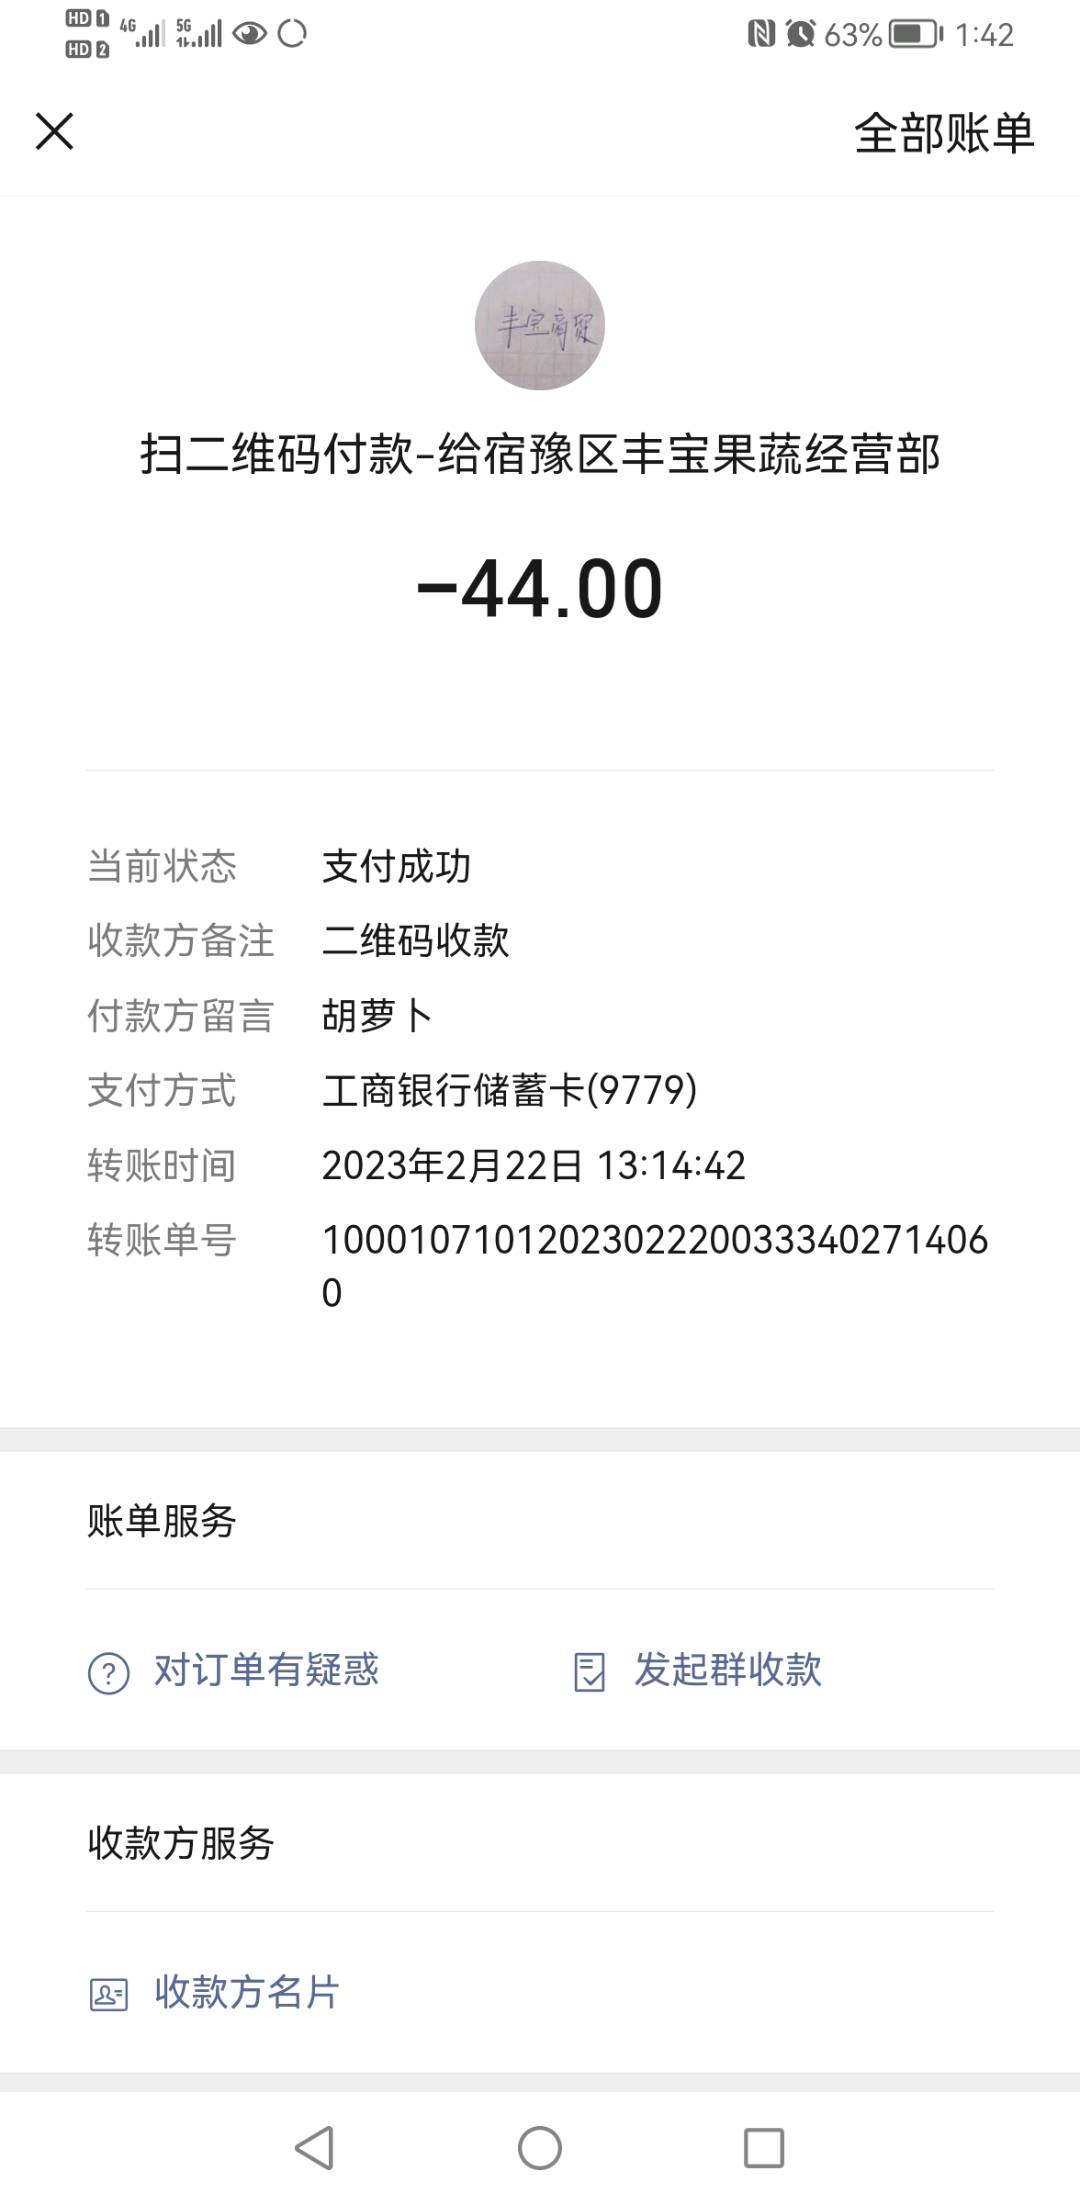 HD 1 4G 5G 63% 1:42
HD 2
全部账单
丰宝商贸
扫二维码付款-给宿豫区丰宝果蔬经营部
-44.00
当前状态 支付成功
收款方备注 二维码收款
付款方留言 胡萝卜
支付方式 工商银行储蓄卡(9779)
转账时间 2023年2月22日 13:14:42
转账单号 100010710120230222003334027140​6
0
账单服务
对订单有疑惑 发起群收款
收款方服务
收款方名片